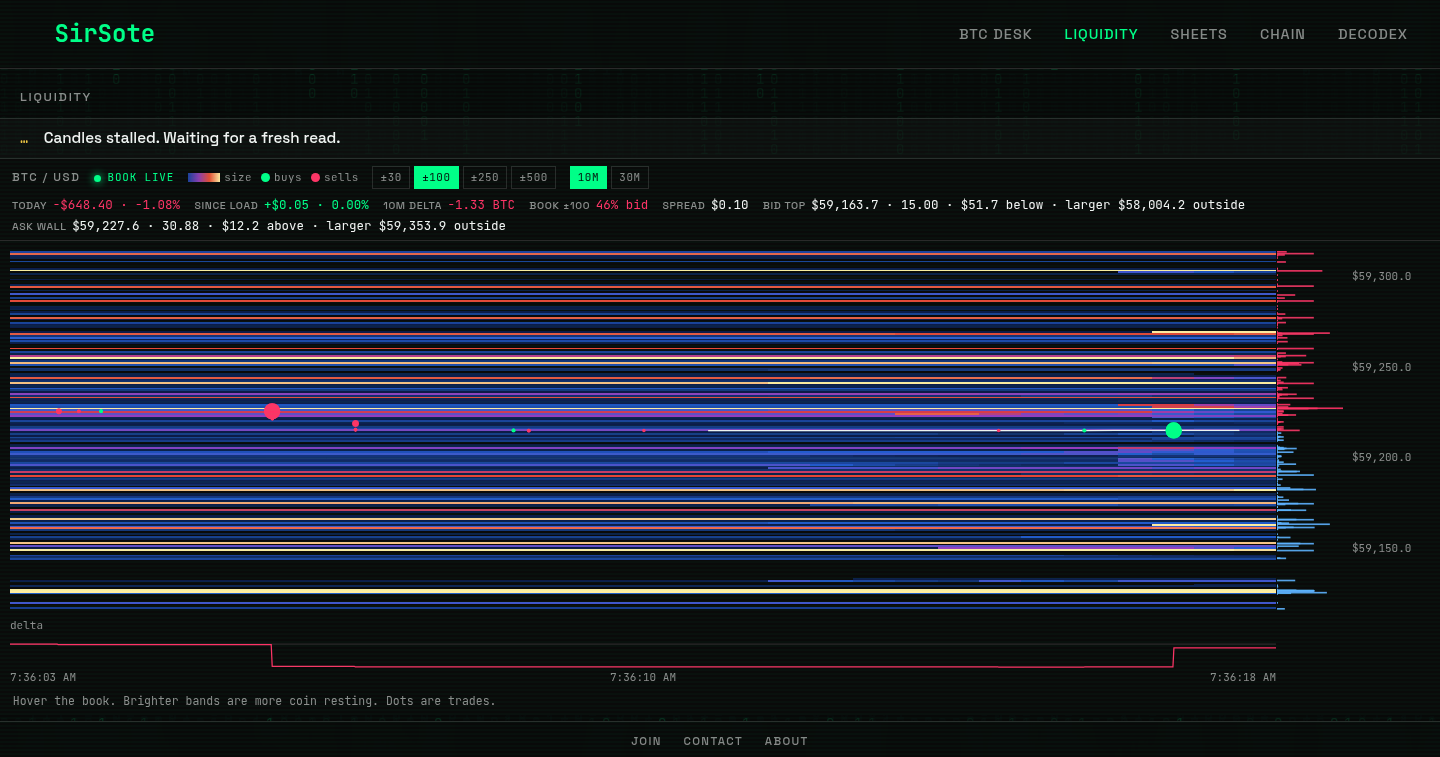 SirSote
BTC DESK LIQUIDITY SHEETS CHAIN DECODEX
LIQUIDITY
… Candles stalled. Waiting for a fresh read.
BTC / USD BOOK LIVE size buys sells ±30 ±100 ±250 ±500 10M 30M
TODAY -$648.40 · -1.08% SINCE LOAD +$0.05 · 0.00% 10M DELTA -1.33 BTC BOOK ±100 46% bid SPREAD $0.10 BID TOP $59,163.7 · 15.00 · $51.7 below · larger $58,004.2 outside
ASK WALL $59,227.6 · 30.88 · $12.2 above · larger $59,353.9 outside
$59,300.0
$59,250.0
$59,200.0
$59,150.0
delta
7:36:03 AM 7:36:10 AM 7:36:18 AM
Hover the book. Brighter bands are more coin resting. Dots are trades.
JOIN CONTACT ABOUT